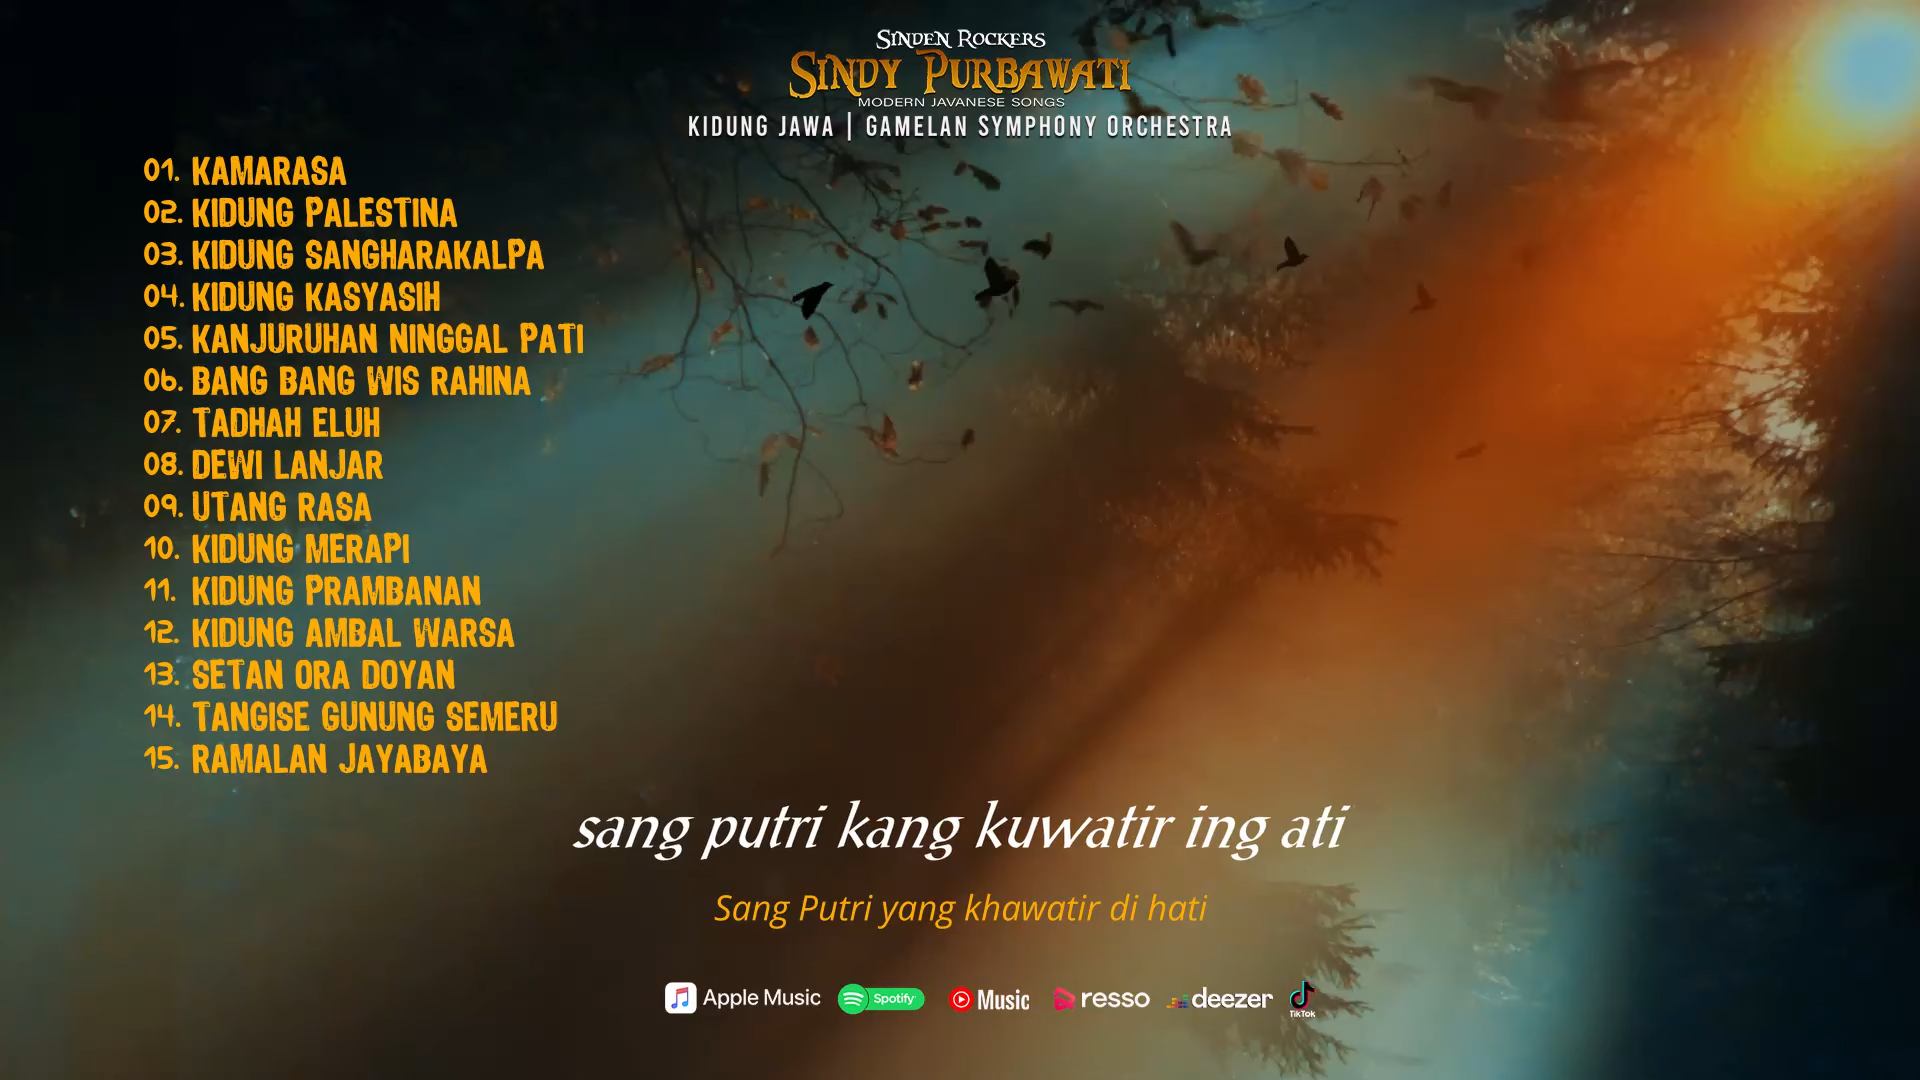 SINDEN ROCKERS
SINDY PURBAWATI
MODERN JAVANESE SONGS
KIDUNG JAWA | GAMELAN SYMPHONY ORCHESTRA
01. KAMARASA
02. KIDUNG PALESTINA
03. KIDUNG SANGHARAKALPA
04. KIDUNG KASYASIH
05. KANJURUHAN NINGGAL PATI
06. BANG BANG WIS RAHINA
07. TADHAH ELUH
08. DEWI LANJAR
09. UTANG RASA
10. KIDUNG MERAPI
11. KIDUNG PRAMBANAN
12. KIDUNG AMBAL WARSA
13. SETAN ORA DOYAN
14. TANGISE GUNUNG SEMERU
15. RAMALAN JAYABAYA
sang putri kang kuwatir ing ati
Sang Putri yang khawatir di hati
Apple Music Spotify Music resso deezer TikTok